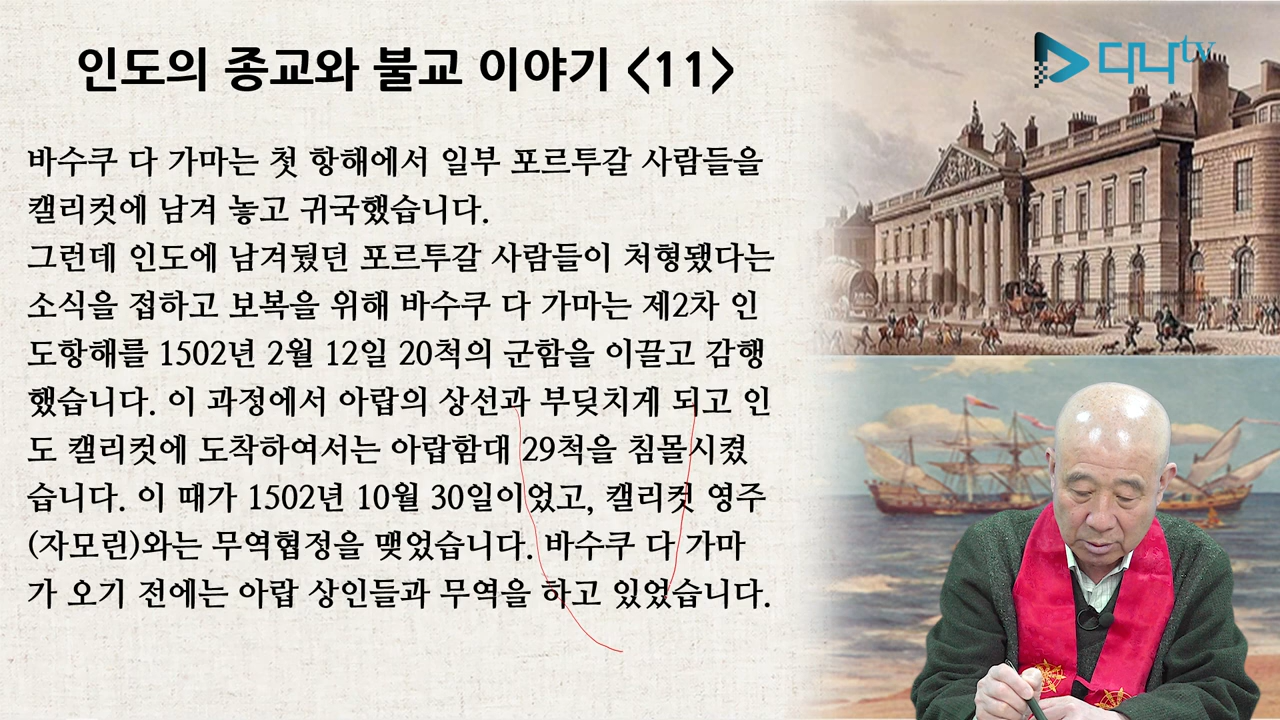 인도의 종교와 불교 이야기 <11>
다나tv
바수쿠 다 가마는 첫 항해에서 일부 포르투갈 사람들을
캘리컷에 남겨 놓고 귀국했습니다.
그런데 인도에 남겨뒀던 포르투갈 사람들이 처형됐다는
소식을 접하고 보복을 위해 바수쿠 다 가마는 제2차 인
도항해를 1502년 2월 12일 20척의 군함을 이끌고 감행
했습니다. 이 과정에서 아랍의 상선과 부딪치게 되고 인
도 캘리컷에 도착하여서는 아랍함대 29척을 침몰시켰
습니다. 이 때가 1502년 10월 30일이었고, 캘리컷 영주
(자모린)와는 무역협정을 맺었습니다. 바수쿠 다 가마
가 오기 전에는 아랍 상인들과 무역을 하고 있었습니다.